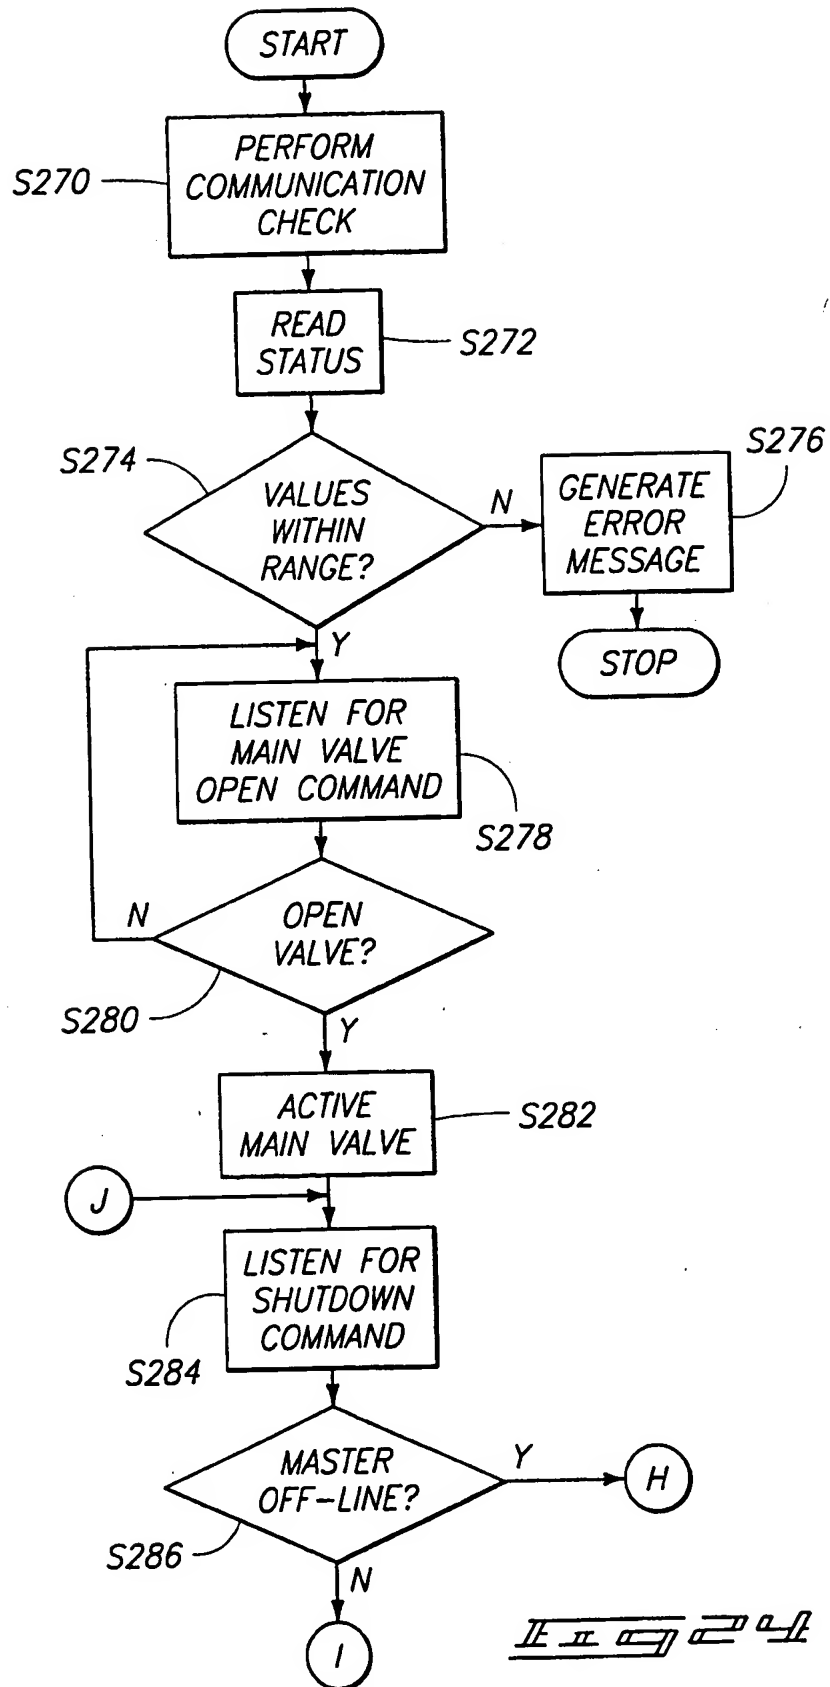 START
PERFORM
COMMUNICATION
CHECK
S270
READ
STATUS
S272
S274
VALUES
WITHIN
RANGE?
N
GENERATE
ERROR
MESSAGE
S276
STOP
Y
LISTEN FOR
MAIN VALVE
OPEN COMMAND
S278
N
OPEN
VALVE?
S280
Y
ACTIVE
MAIN VALVE
S282
J
LISTEN FOR
SHUTDOWN
COMMAND
S284
MASTER
OFF-LINE?
Y
H
S286
N
I
FIG 24